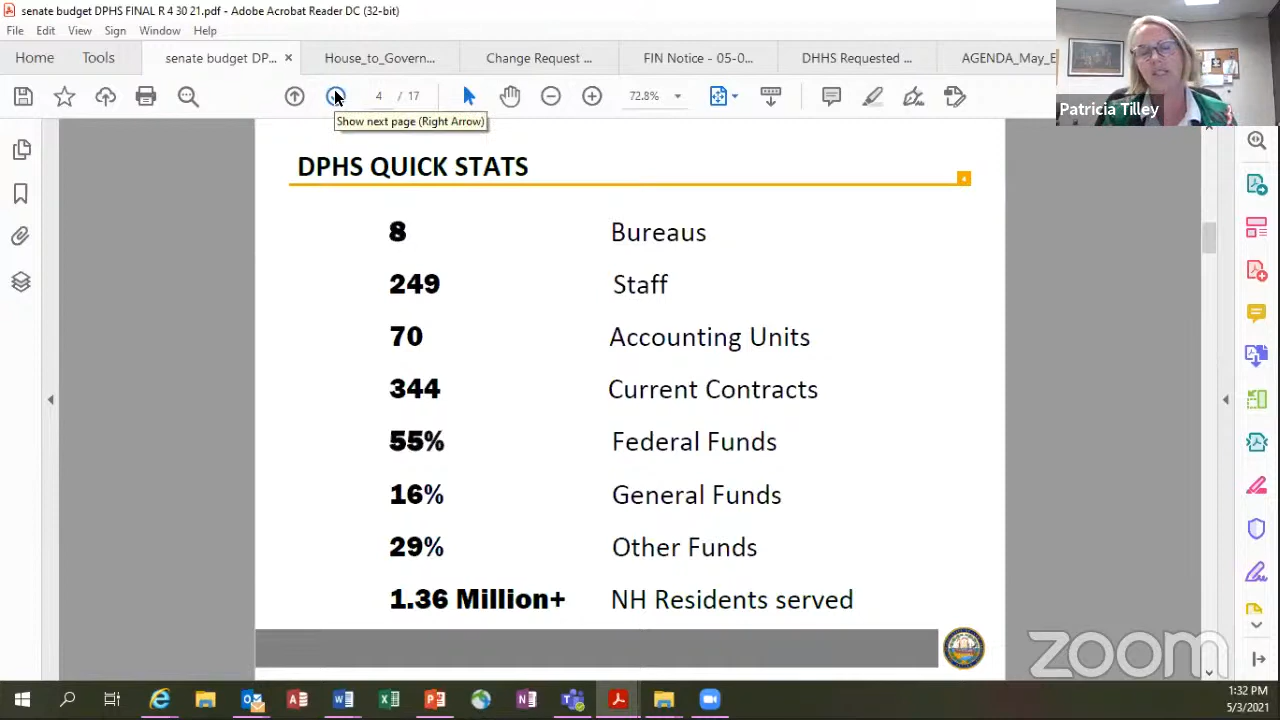 senate budget DPHS FINAL R 4 30 21.pdf - Adobe Acrobat Reader DC (32-bit)
File Edit View Sign Window Help
Home Tools senate budget DP... × House_to_Govern... Change Request ... FIN Notice - 05-0... DHHS Requested ... AGENDA_May_E
4 / 17 72.8%
Show next page (Right Arrow)
Patricia Tilley
DPHS QUICK STATS
8 Bureaus
249 Staff
70 Accounting Units
344 Current Contracts
55% Federal Funds
16% General Funds
29% Other Funds
1.36 Million+ NH Residents served
zoom
1:32 PM
5/3/2021